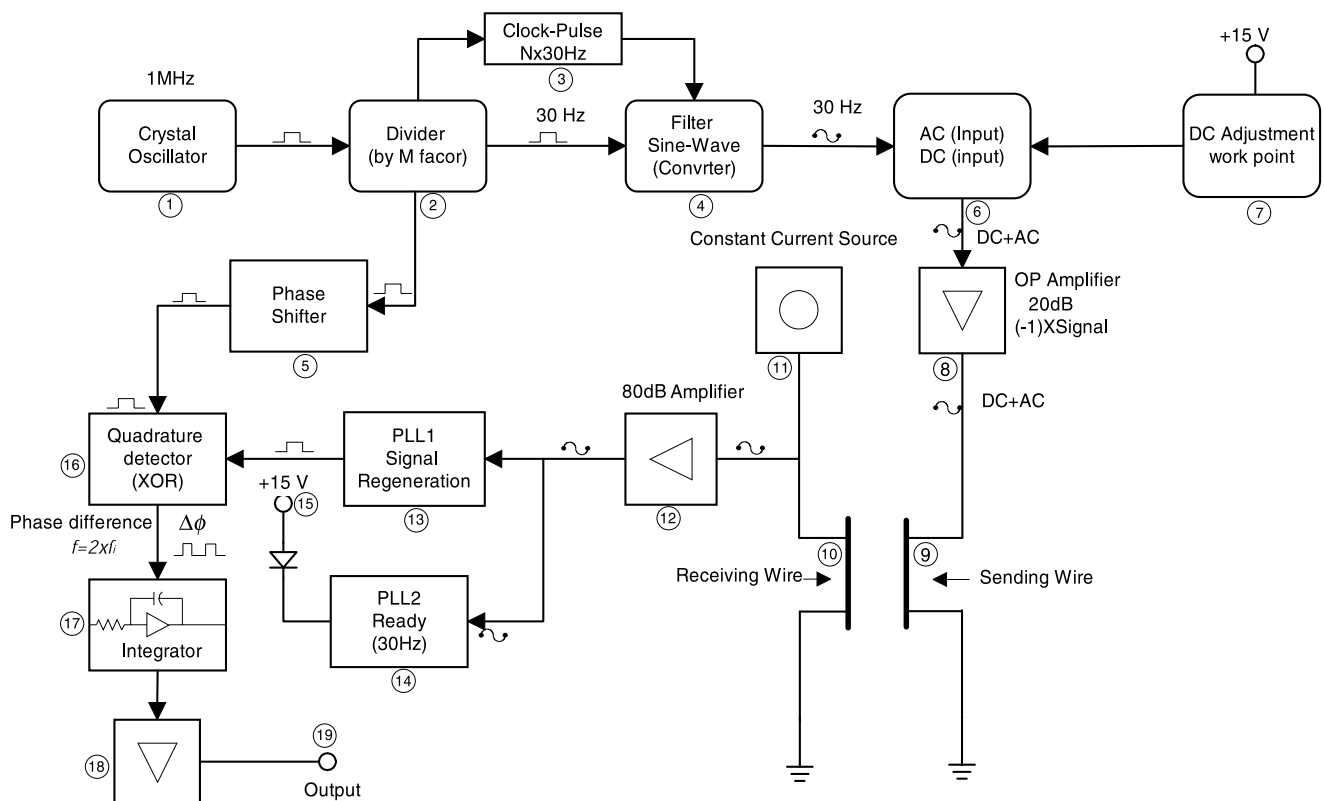 Clock-Pulse
Nx30Hz
3
+15 V
1MHz
Crystal
Oscillator
1
Divider
(by M facor)
2
30 Hz
Filter
Sine-Wave
(Convrter)
4
30 Hz
AC (Input)
DC (input)
6
DC Adjustment
work point
7
DC+AC
Constant Current Source
11
OP Amplifier
20dB
(-1)XSignal
8
DC+AC
Phase
Shifter
5
80dB Amplifier
12
PLL1
Signal
Regeneration
13
Quadrature
detector
(XOR)
16
+15 V
15
Phase difference
f=2xfi
Δϕ
10
9
Receiving Wire
Sending Wire
PLL2
Ready
(30Hz)
14
17
Integrator
18
19
Output